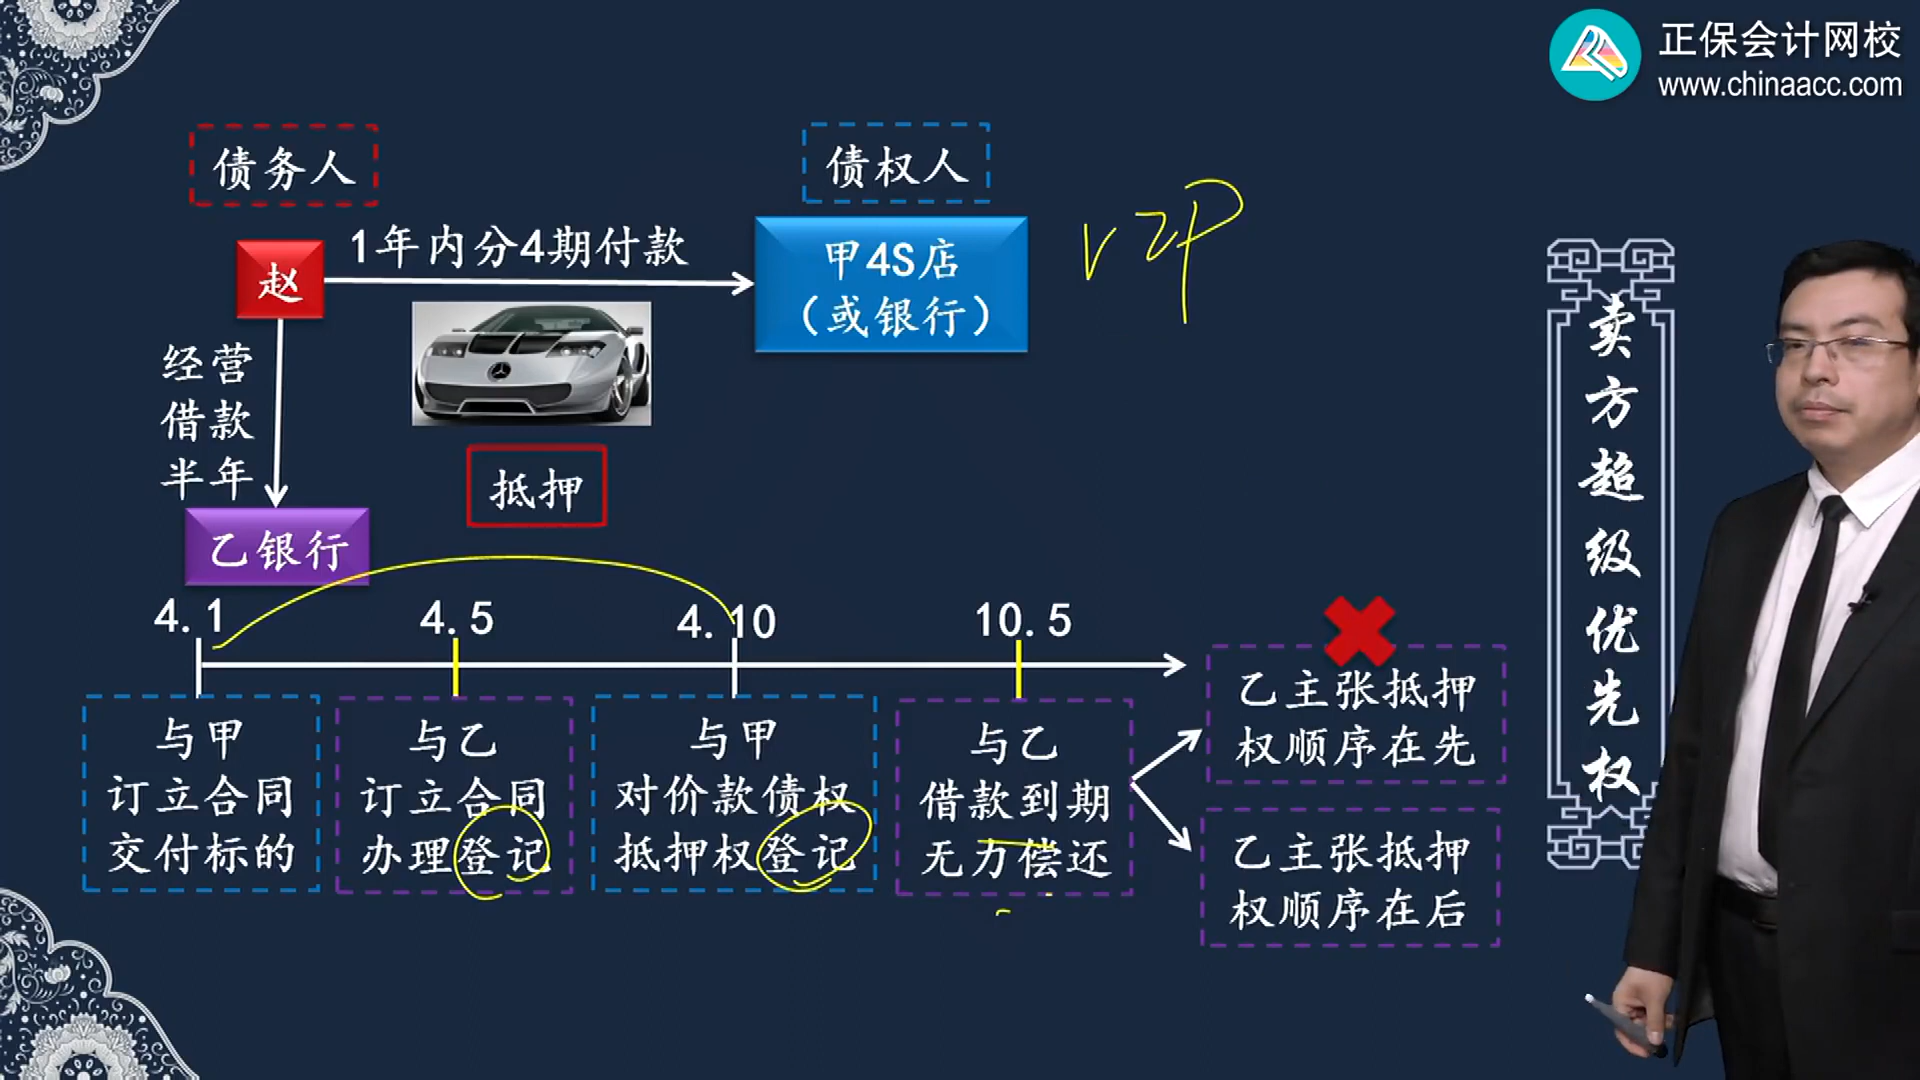 正保会计网校
www.chinaacc.com
债务人
债权人
赵
1年内分4期付款
甲4S店
（或银行）
VIP
经营
借款
半年
抵押
乙银行
4.1
4.5
4.10
10.5
与甲
订立合同
交付标的
与乙
订立合同
办理登记
与甲
对价款债权
抵押权登记
与乙
借款到期
无力偿还
乙主张抵押
权顺序在先
乙主张抵押
权顺序在后
卖方超级优先权